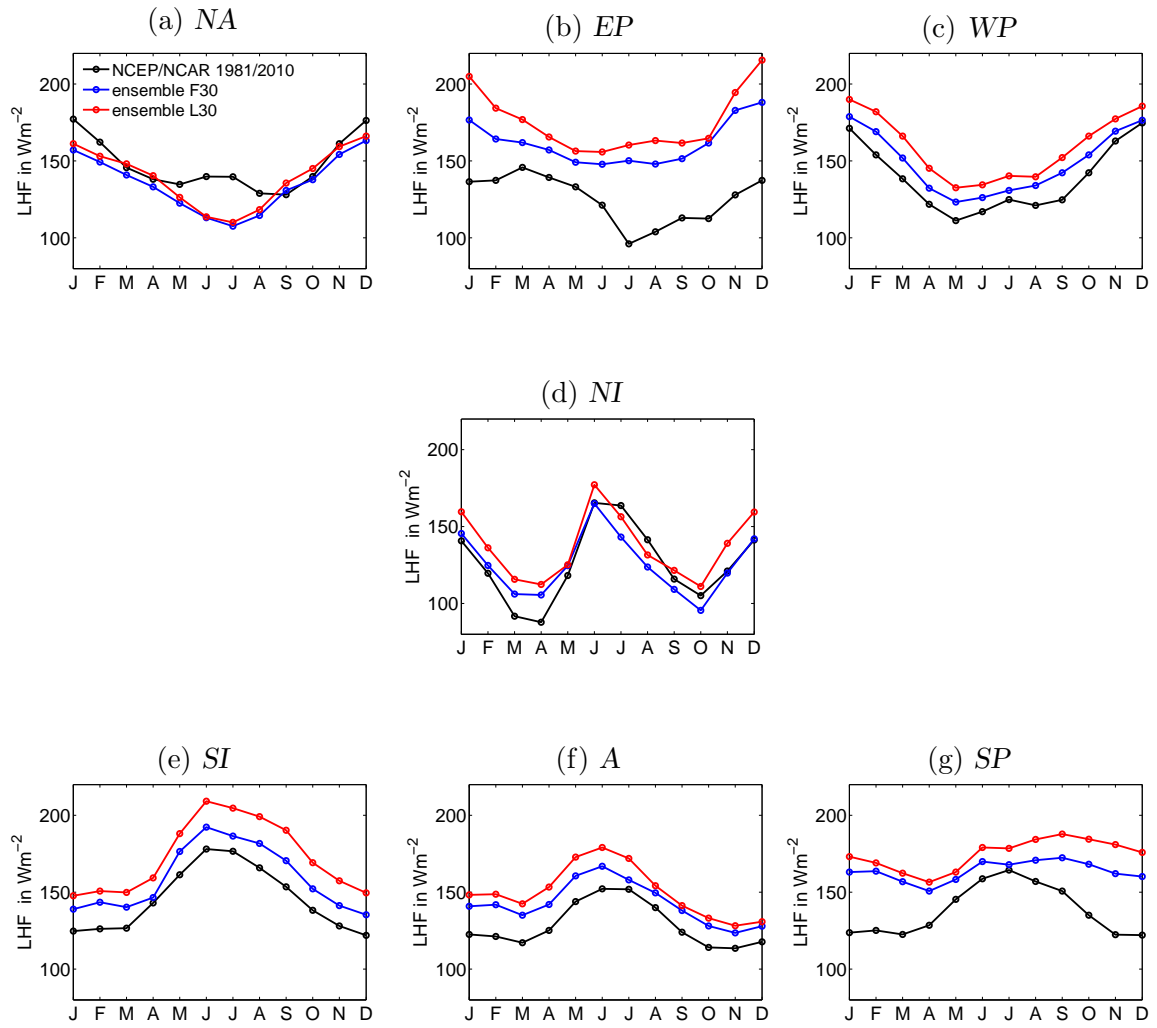 (a) NA
(b) EP
(c) WP
LHF in Wm−2
200
150
100
NCEP/NCAR 1981/2010
ensemble F30
ensemble L30
J F M A M J J A S O N D
LHF in Wm−2
200
150
100
J F M A M J J A S O N D
LHF in Wm−2
200
150
100
J F M A M J J A S O N D
(d) NI
LHF in Wm−2
200
150
100
J F M A M J J A S O N D
(e) SI
(f) A
(g) SP
LHF in Wm−2
200
150
100
J F M A M J J A S O N D
LHF in Wm−2
200
150
100
J F M A M J J A S O N D
LHF in Wm−2
200
150
100
J F M A M J J A S O N D